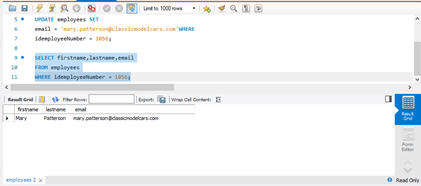 Limit to 1000 rows
5 UPDATE employees SET
6 email = 'mary.patterson@classicmodelcars.com'WHERE
7 idemployeeNumber = 1056;
8
9 SELECT firstname,lastname,email
10 FROM employees
11 WHERE idemployeeNumber = 1056;
Result Grid Filter Rows: Export: Wrap Cell Content:
firstname lastname email
Mary Patterson mary.patterson@classicmodelcars.com
Result Grid
Form Editor
employees 2 Read Only